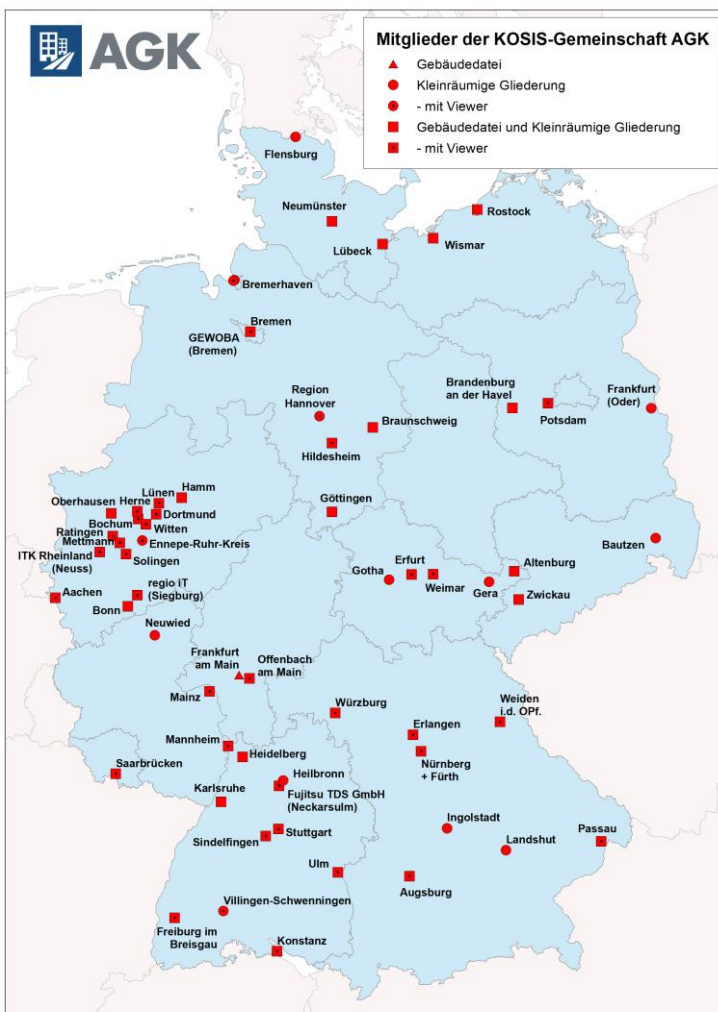 AGK
Mitglieder der KOSIS-Gemeinschaft AGK
Gebäudedatei
Kleinräumige Gliederung
- mit Viewer
Gebäudedatei und Kleinräumige Gliederung
- mit Viewer
Flensburg
Neumünster
Rostock
Lübeck
Wismar
Bremerhaven
Bremen
GEWOBA
(Bremen)
Region
Hannover
Brandenburg
an der Havel
Potsdam
Frankfurt
(Oder)
Braunschweig
Hildesheim
Göttingen
Lünen
Hamm
Oberhausen
Herne
Dortmund
Bochum
Witten
Ratingen
Mettmann
Ennepe-Ruhr-Kreis
ITK Rheinland
(Neuss)
Solingen
Aachen
regio iT
(Siegburg)
Bonn
Neuwied
Bautzen
Erfurt
Gotha
Weimar
Gera
Altenburg
Zwickau
Frankfurt
am Main
Offenbach
am Main
Mainz
Würzburg
Weiden
i.d. OPf.
Erlangen
Nürnberg
+ Fürth
Mannheim
Heidelberg
Saarbrücken
Heilbronn
Fujitsu TDS GmbH
(Neckarsulm)
Karlsruhe
Stuttgart
Sindelfingen
Ingolstadt
Landshut
Passau
Ulm
Augsburg
Villingen-Schwenningen
Freiburg im
Breisgau
Konstanz